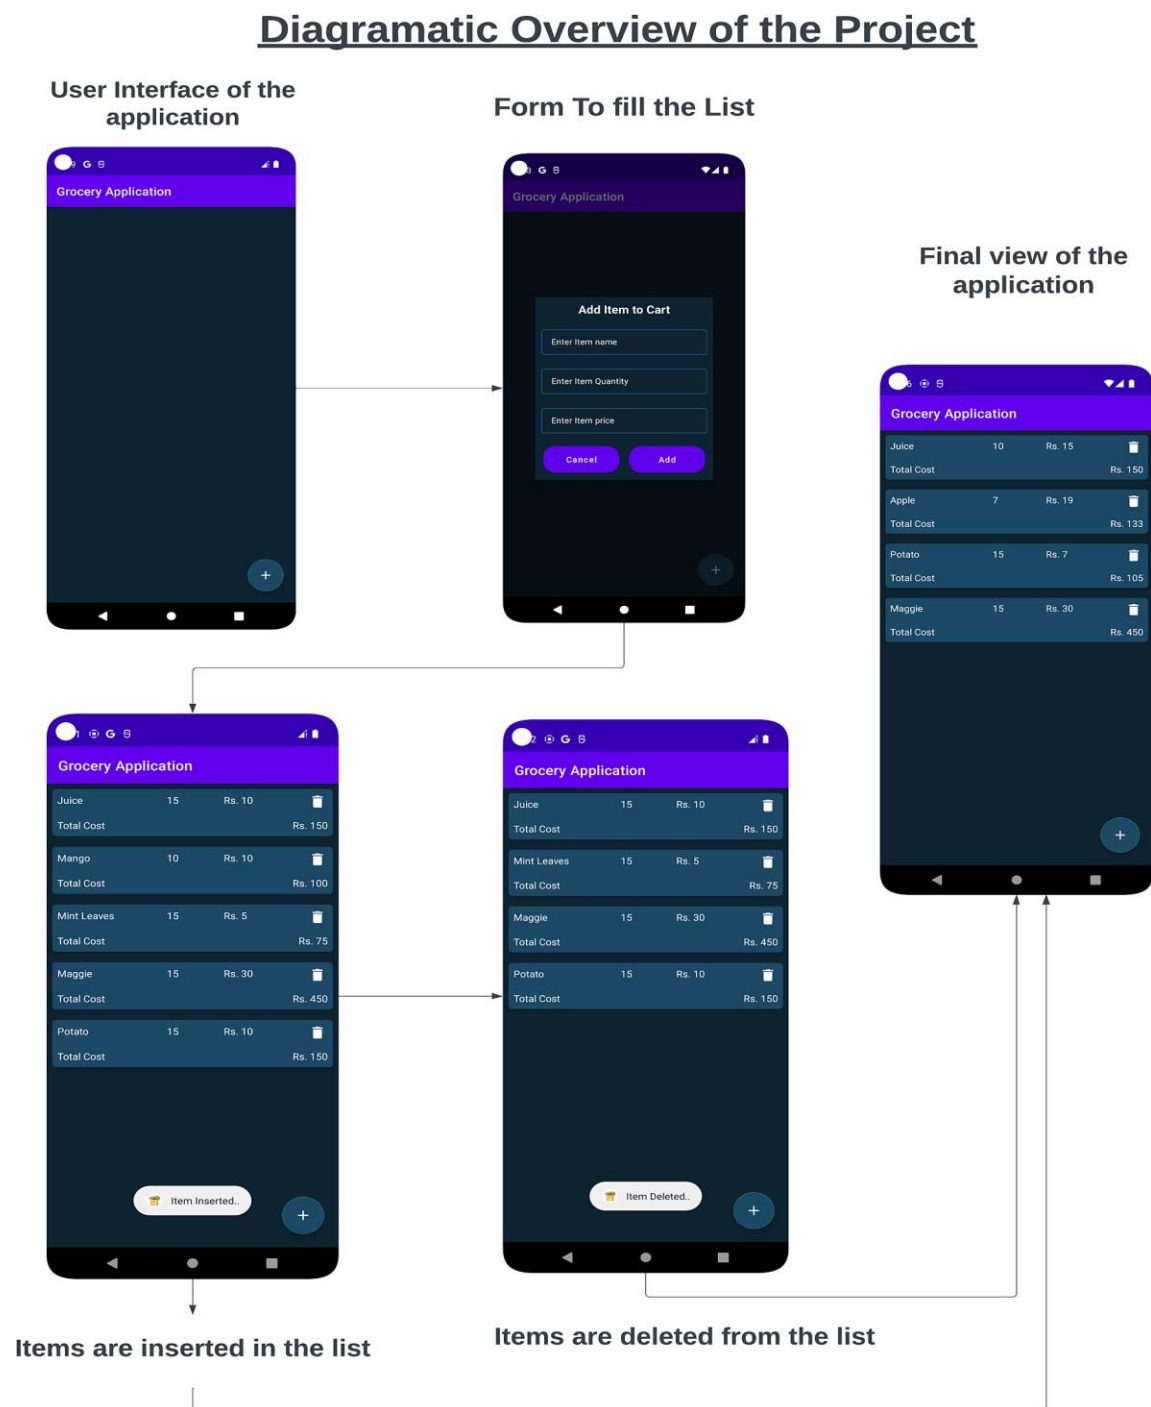 Diagramatic Overview of the Project
User Interface of the
application
Grocery Application
+
Form To fill the List
Grocery Application
Add Item to Cart
Enter Item name
Enter Item Quantity
Enter Item price
Cancel Add
+
Final view of the
application
Grocery Application
Juice 10 Rs. 15
Total Cost Rs. 150
Apple 7 Rs. 19
Total Cost Rs. 133
Potato 15 Rs. 7
Total Cost Rs. 105
Maggie 15 Rs. 30
Total Cost Rs. 450
+
Grocery Application
Juice 15 Rs. 10
Total Cost Rs. 150
Mango 10 Rs. 10
Total Cost Rs. 100
Mint Leaves 15 Rs. 5
Total Cost Rs. 75
Maggie 15 Rs. 30
Total Cost Rs. 450
Potato 15 Rs. 10
Total Cost Rs. 150
Item Inserted..
+
Items are inserted in the list
Grocery Application
Juice 15 Rs. 10
Total Cost Rs. 150
Mint Leaves 15 Rs. 5
Total Cost Rs. 75
Maggie 15 Rs. 30
Total Cost Rs. 450
Potato 15 Rs. 10
Total Cost Rs. 150
Item Deleted..
+
Items are deleted from the list